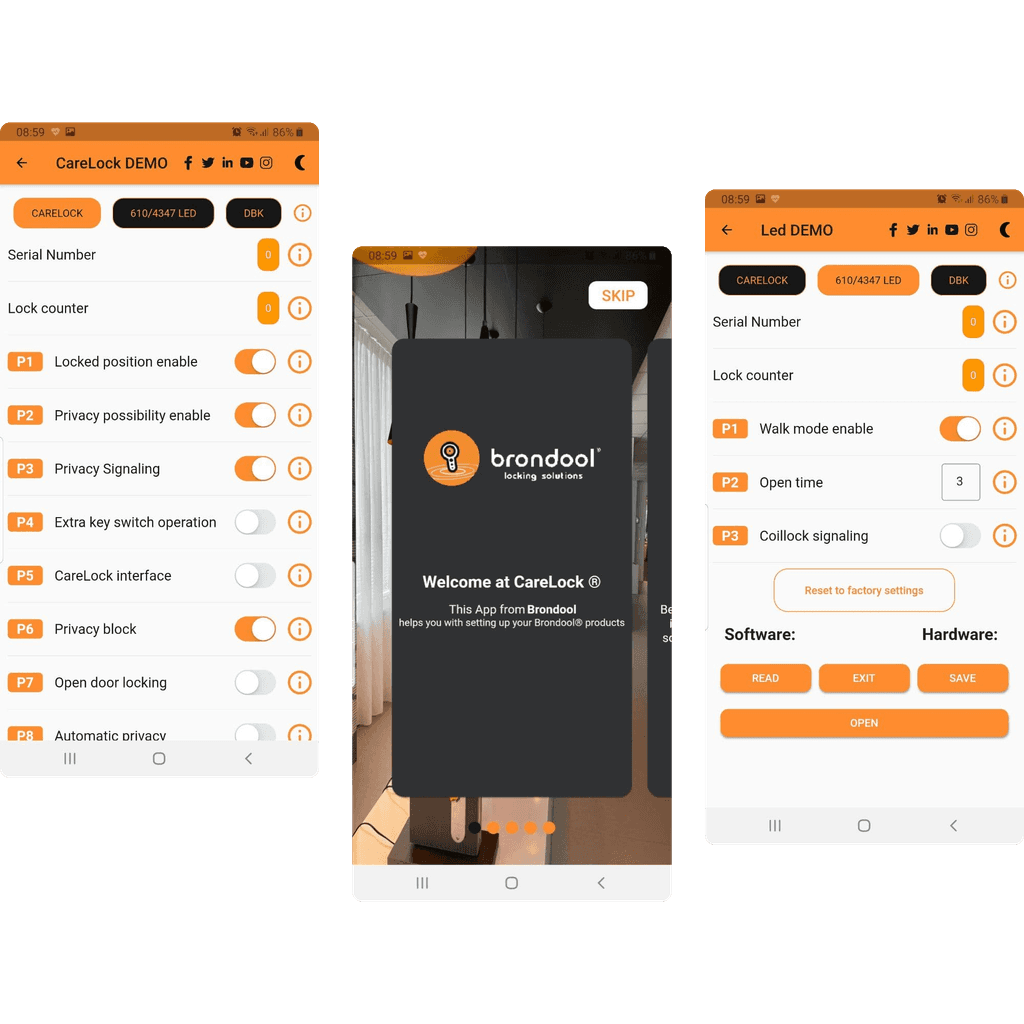 08:59 86%
CareLock DEMO
CARELOCK 610/4347 LED DBK
Serial Number 0
Lock counter 0
P1 Locked position enable
P2 Privacy possibility enable
P3 Privacy Signaling
P4 Extra key switch operation
P5 CareLock interface
P6 Privacy block
P7 Open door locking
P8 Automatic privacy
08:59 86%
SKIP
brondool®
locking solutions
Welcome at CareLock ®
This App from Brondool
helps you with setting up your Brondool® products
08:59 86%
Led DEMO
CARELOCK 610/4347 LED DBK
Serial Number 0
Lock counter 0
P1 Walk mode enable
P2 Open time 3
P3 Coillock signaling
Reset to factory settings
Software: Hardware:
READ EXIT SAVE
OPEN